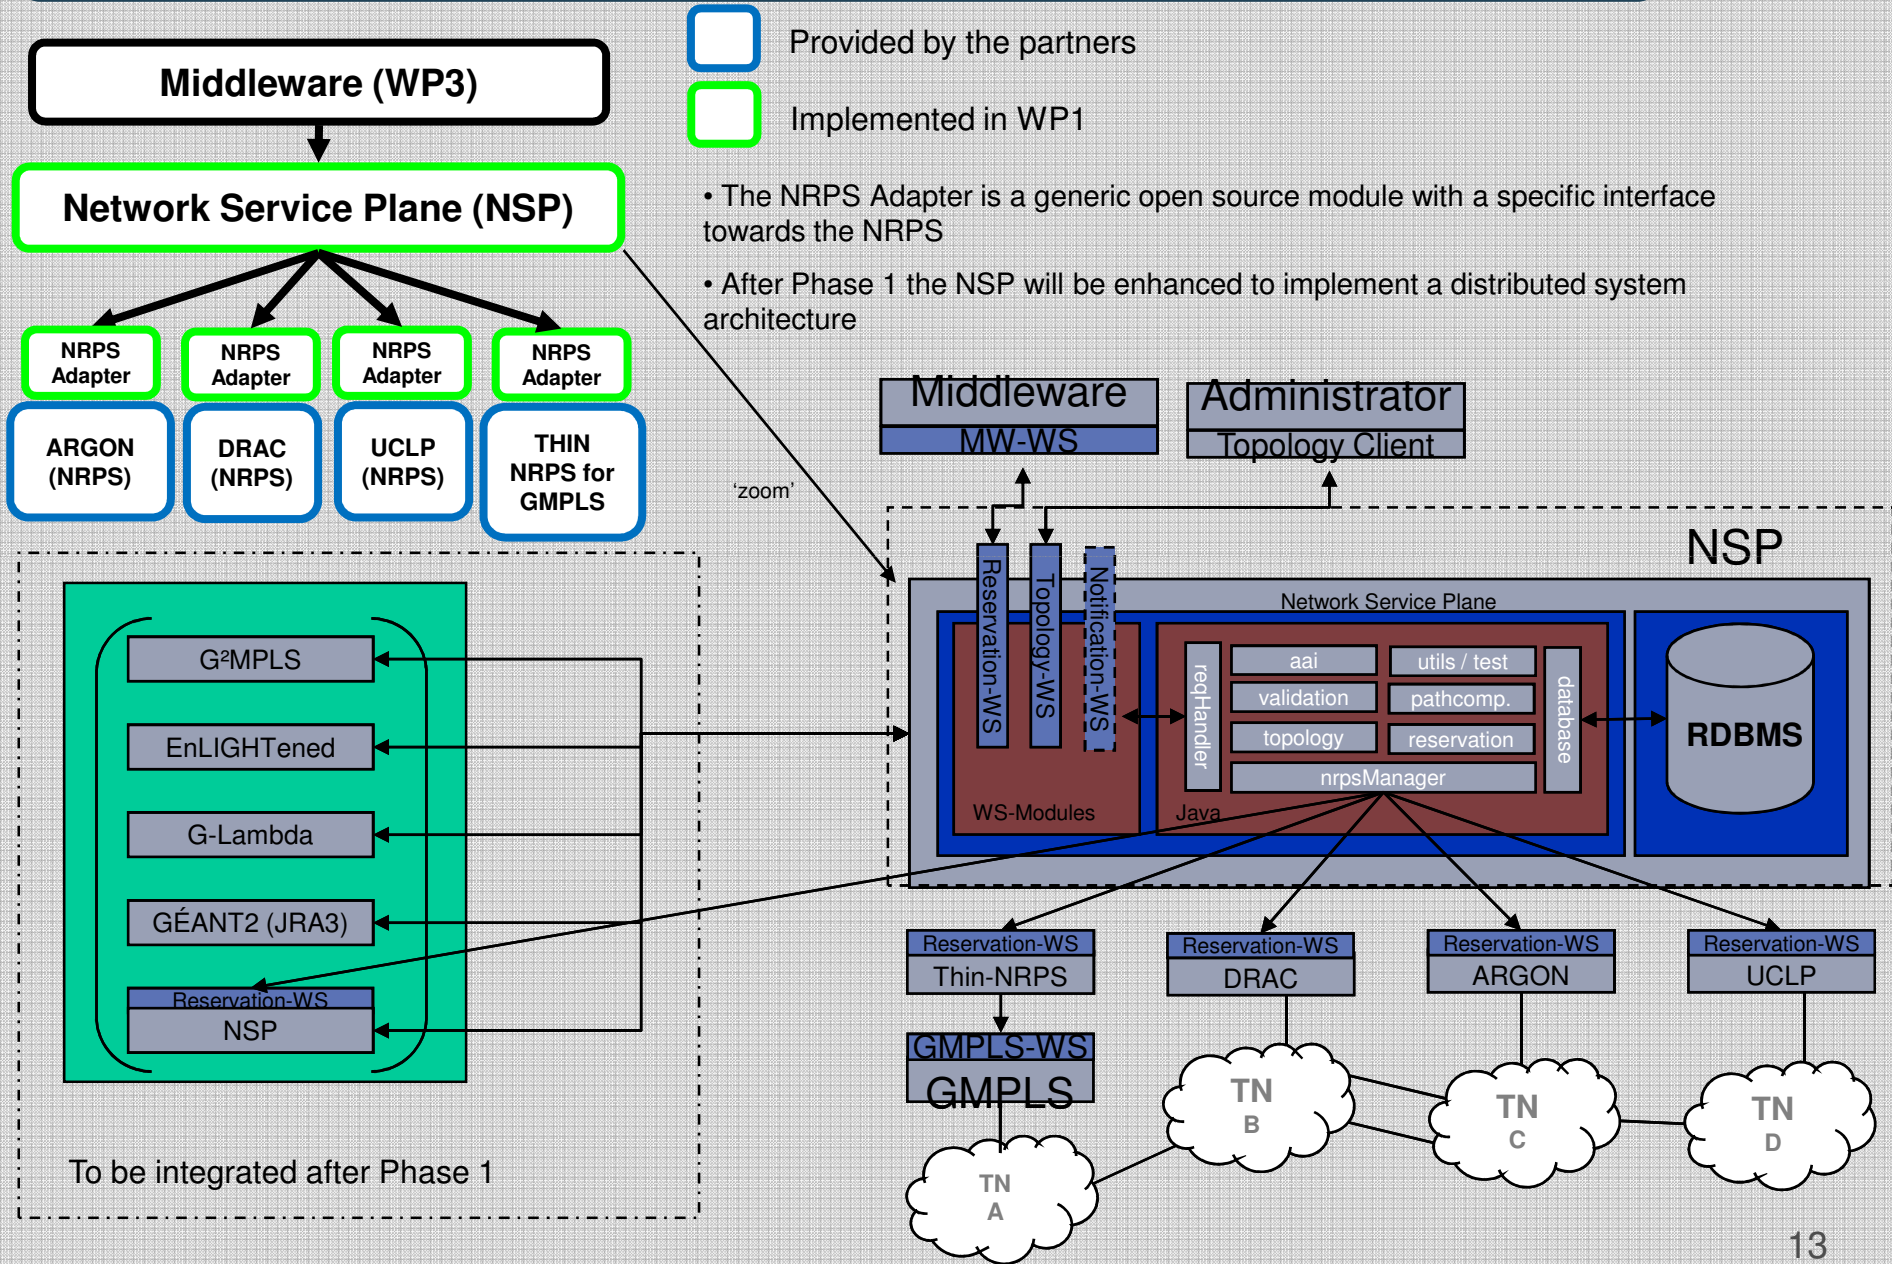 Provided by the partners
Implemented in WP1
Middleware (WP3)
Network Service Plane (NSP)
NRPS
Adapter
NRPS
Adapter
NRPS
Adapter
NRPS
Adapter
ARGON
(NRPS)
DRAC
(NRPS)
UCLP
(NRPS)
THIN
NRPS for
GMPLS
• The NRPS Adapter is a generic open source module with a specific interface
towards the NRPS
• After Phase 1 the NSP will be enhanced to implement a distributed system
architecture
‘zoom’
Middleware
MW-WS
Administrator
Topology Client
NSP
Network Service Plane
Reservation-WS
Topology-WS
Notification-WS
WS-Modules
reqHandler
aai
utils / test
validation
pathcomp.
topology
reservation
nrpsManager
database
Java
RDBMS
G²MPLS
EnLIGHTened
G-Lambda
GÉANT2 (JRA3)
Reservation-WS
NSP
To be integrated after Phase 1
Reservation-WS
Thin-NRPS
Reservation-WS
DRAC
Reservation-WS
ARGON
Reservation-WS
UCLP
GMPLS-WS
GMPLS
TN
A
TN
B
TN
C
TN
D
13